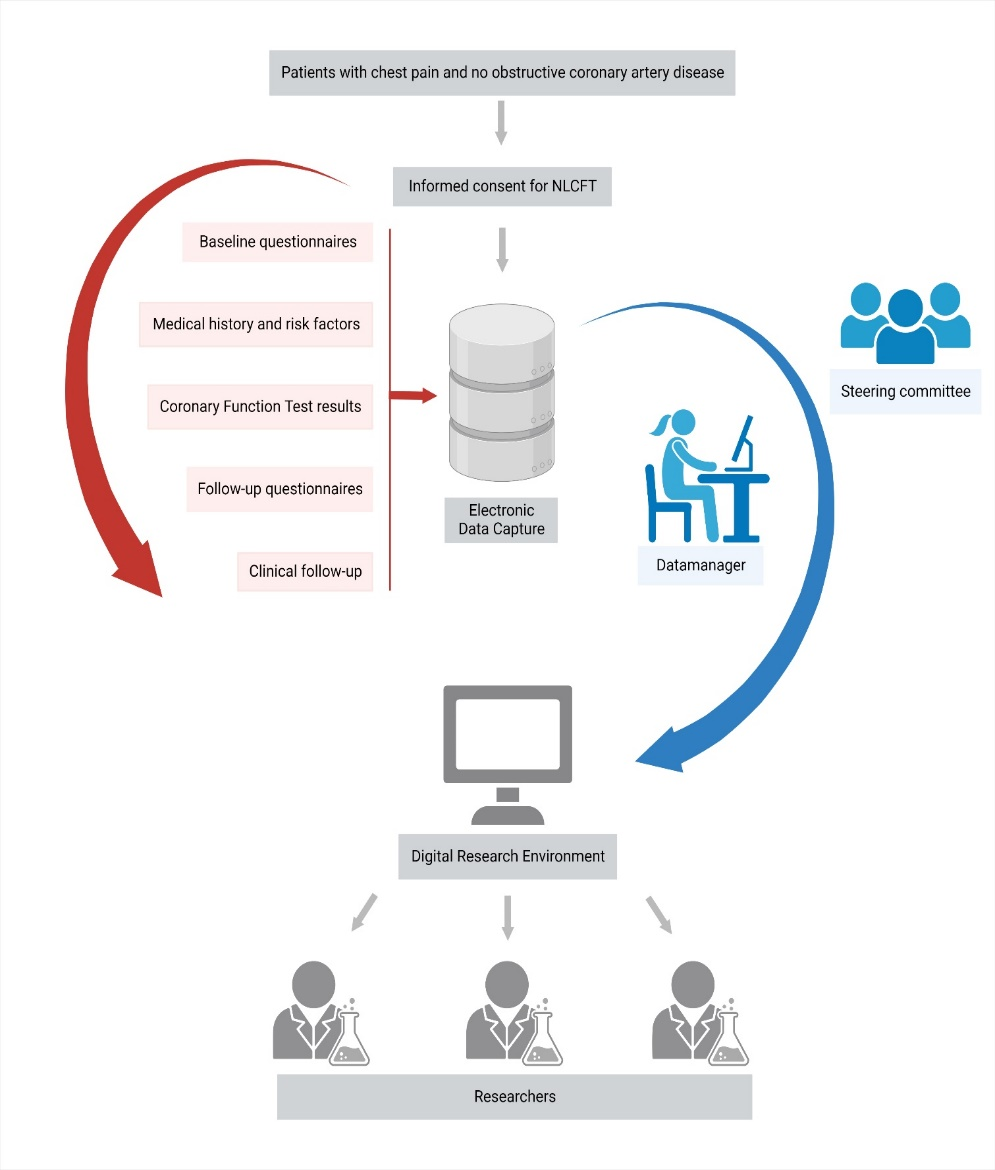 Patients with chest pain and no obstructive coronary artery disease
Informed consent for NLCFT
Baseline questionnaires
Medical history and risk factors
Coronary Function Test results
Follow-up questionnaires
Clinical follow-up
Electronic
Data Capture
Steering committee
Datamanager
Digital Research Environment
Researchers